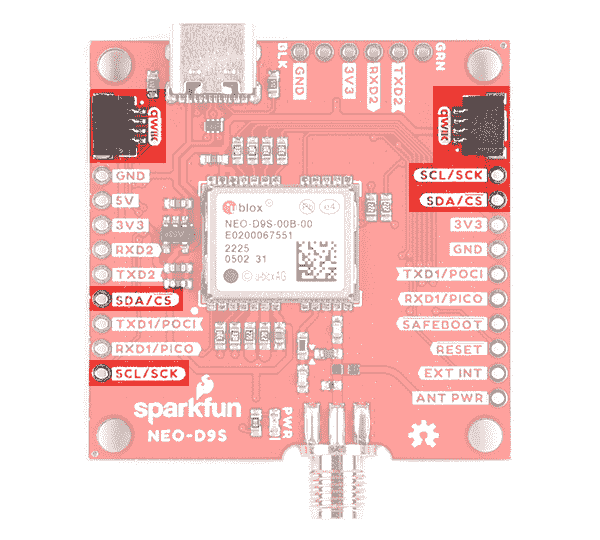 BLK
GND
3V3
RXD2
TXD2
GRN
qwiic
qwiic
GND
5V
3V3
RXD2
TXD2
SDA/CS
TXD1/POCI
RXD1/PICO
SCL/SCK
SCL/SCK
SDA/CS
3V3
GND
TXD1/POCI
RXD1/PICO
SAFEBOOT
RESET
EXT INT
ANT PWR
blox
NEO-D9S-00B-00
E0200067551
2225
0502 31
u-blox AG
sparkfun
NEO-D9S
PWR